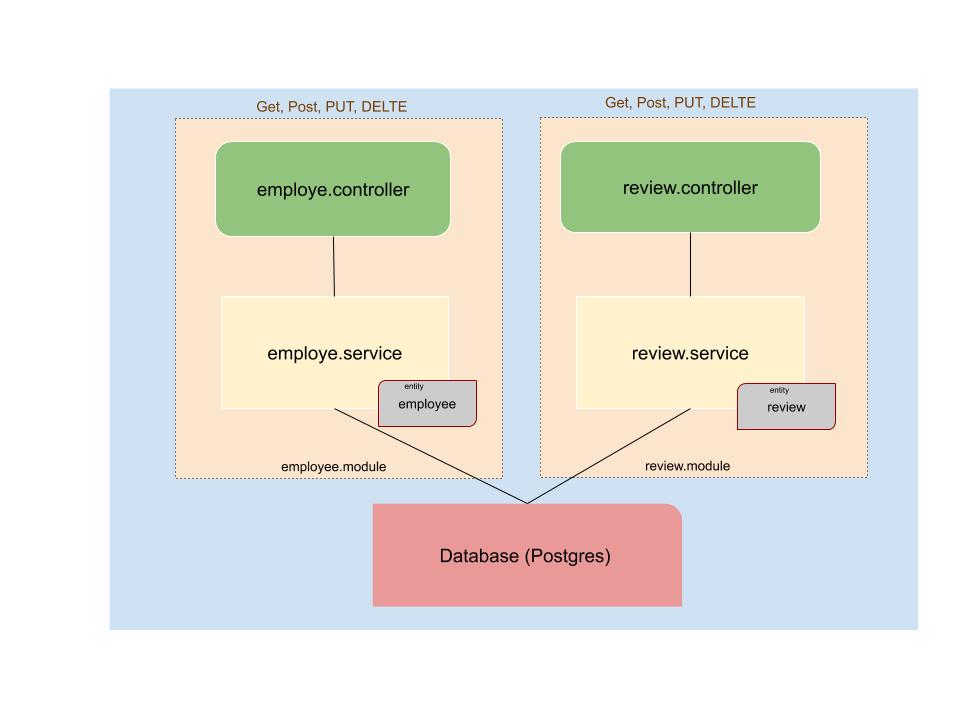 Get, Post, PUT, DELTE
employe.controller
employe.service
entity
employee
employee.module
Get, Post, PUT, DELTE
review.controller
review.service
entity
review
review.module
Database (Postgres)